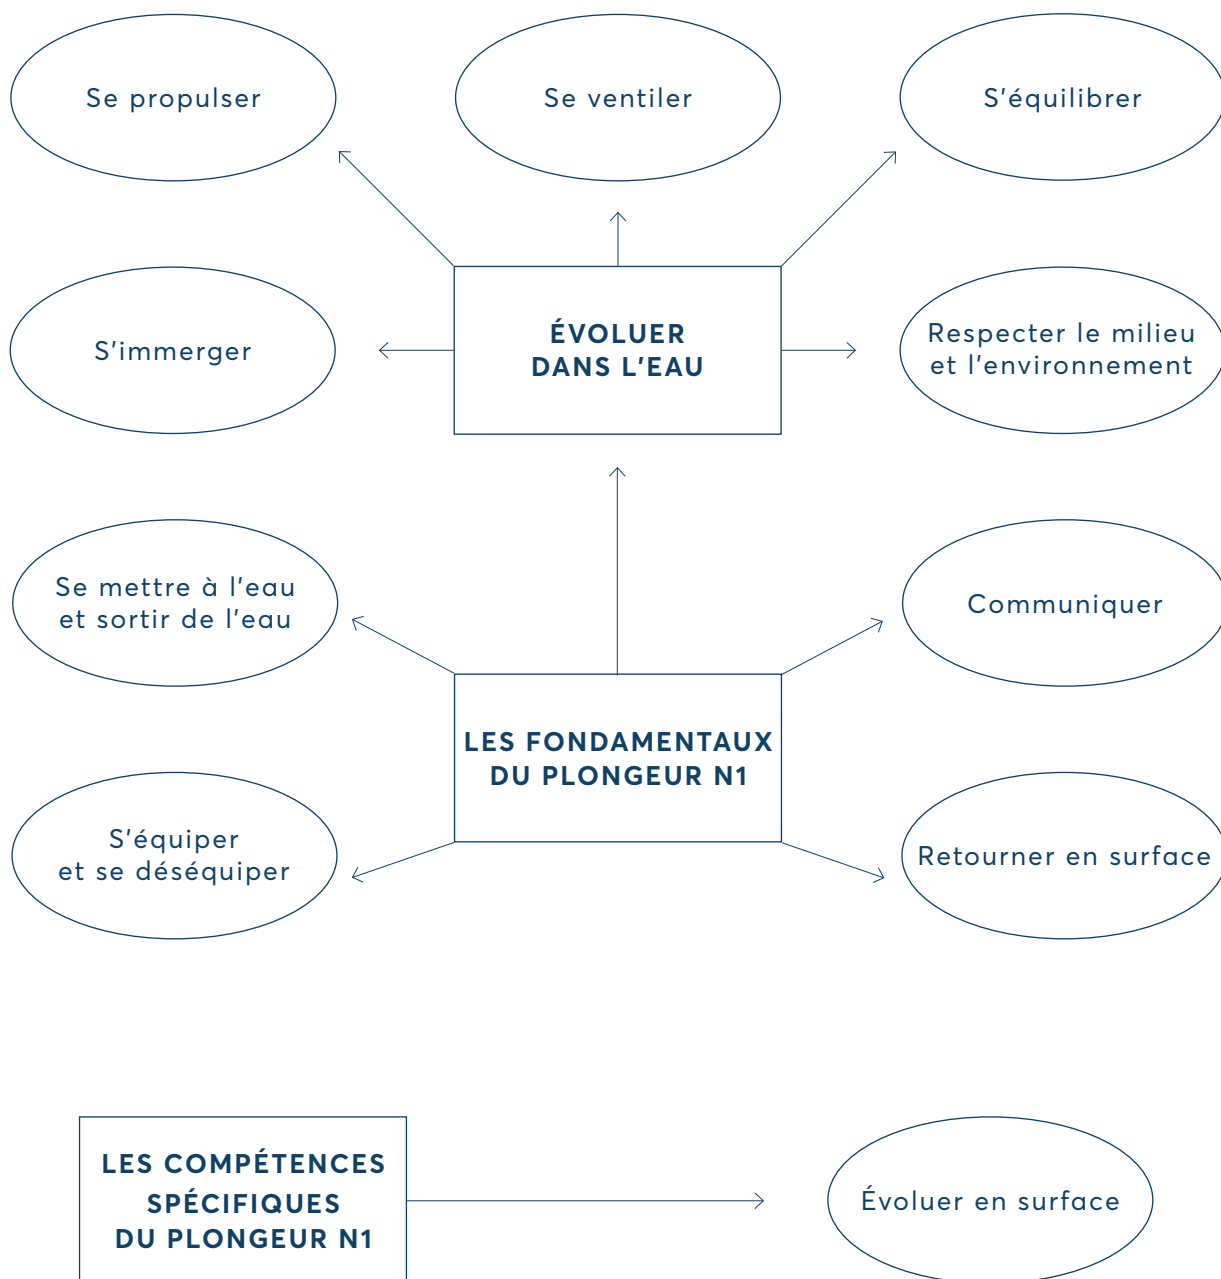 Se propulser
Se ventiler
S'équilibrer
S'immerger
ÉVOLUER
DANS L'EAU
Respecter le milieu
et l'environnement
Se mettre à l'eau
et sortir de l'eau
Communiquer
LES FONDAMENTAUX
DU PLONGEUR N1
S'équiper
et se déséquiper
Retourner en surface
LES COMPÉTENCES
SPÉCIFIQUES
DU PLONGEUR N1
Évoluer en surface